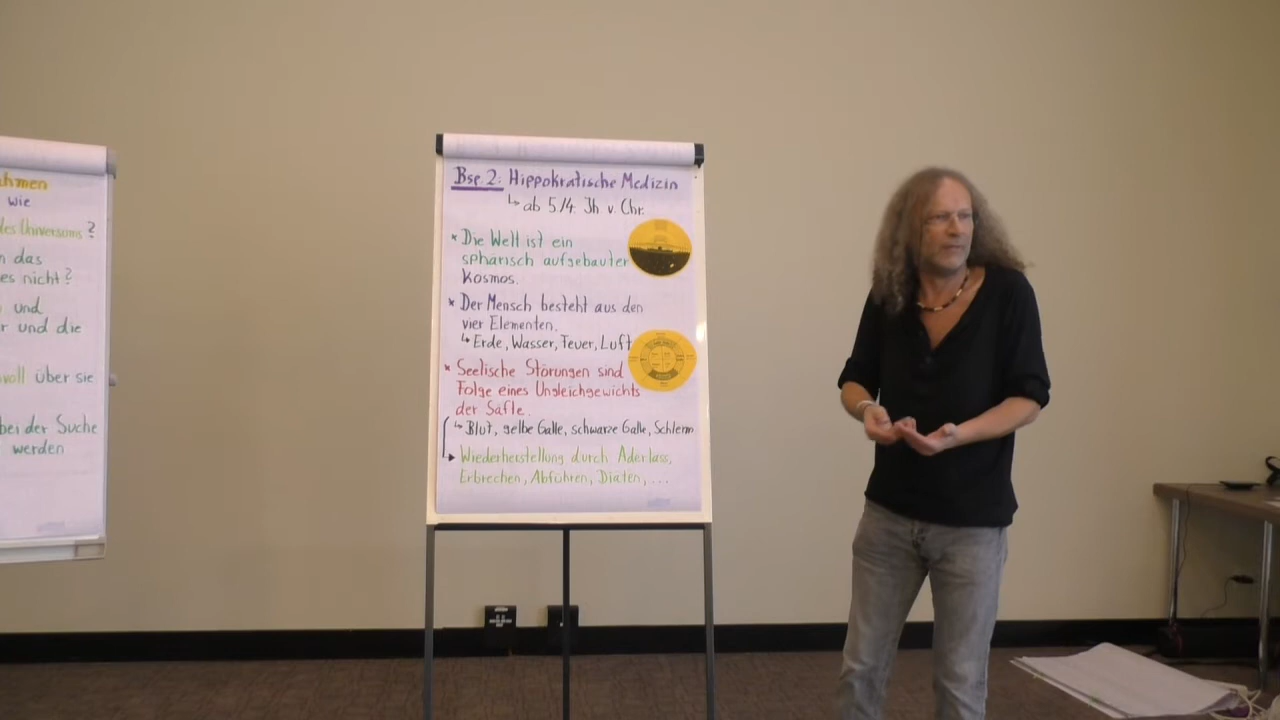 ahmen
wie
des Universums?
n das
es nicht?
und
r und die
voll über sie
bei der Suche
werden
Bsp 2: Hippokratische Medizin
↳ ab 5./4. Jh v. Chr.
* Die Welt ist ein
sphärisch aufgebauter
Kosmos.
* Der Mensch besteht aus den
vier Elementen.
↳ Erde, Wasser, Feuer, Luft
* Seelische Störungen sind
Folge eines Ungleichgewichts
der Säfte.
↳ Blut, gelbe Galle, schwarze Galle, Schleim
Wiederherstellung durch Aderlass,
Erbrechen, Abführen, Diäten, ...